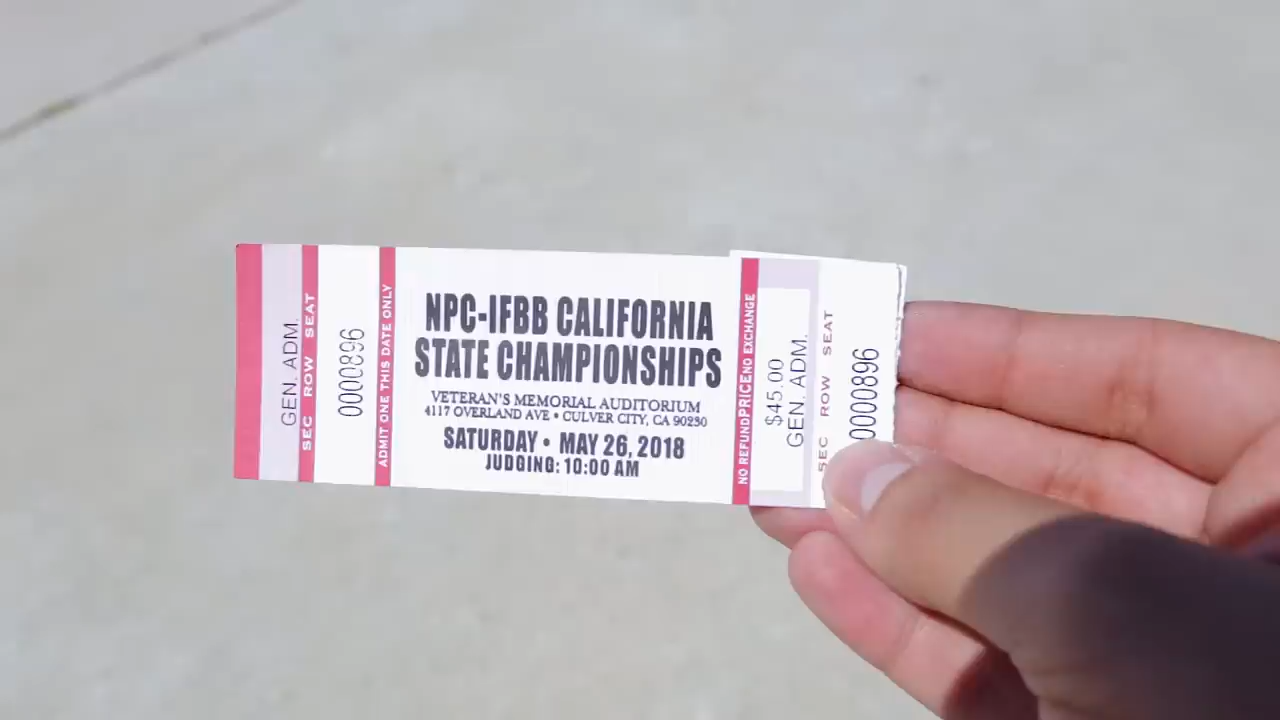 GEN. ADM.
SEC ROW SEAT
0000896
ADMIT ONE THIS DATE ONLY
NPC-IFBB CALIFORNIA
STATE CHAMPIONSHIPS
VETERAN'S MEMORIAL AUDITORIUM
4117 OVERLAND AVE • CULVER CITY, CA 90230
SATURDAY • MAY 26, 2018
JUDGING: 10:00 AM
NO REFUND PRICE NO EXCHANGE
$45.00
GEN. ADM.
SEC ROW SEAT
0000896